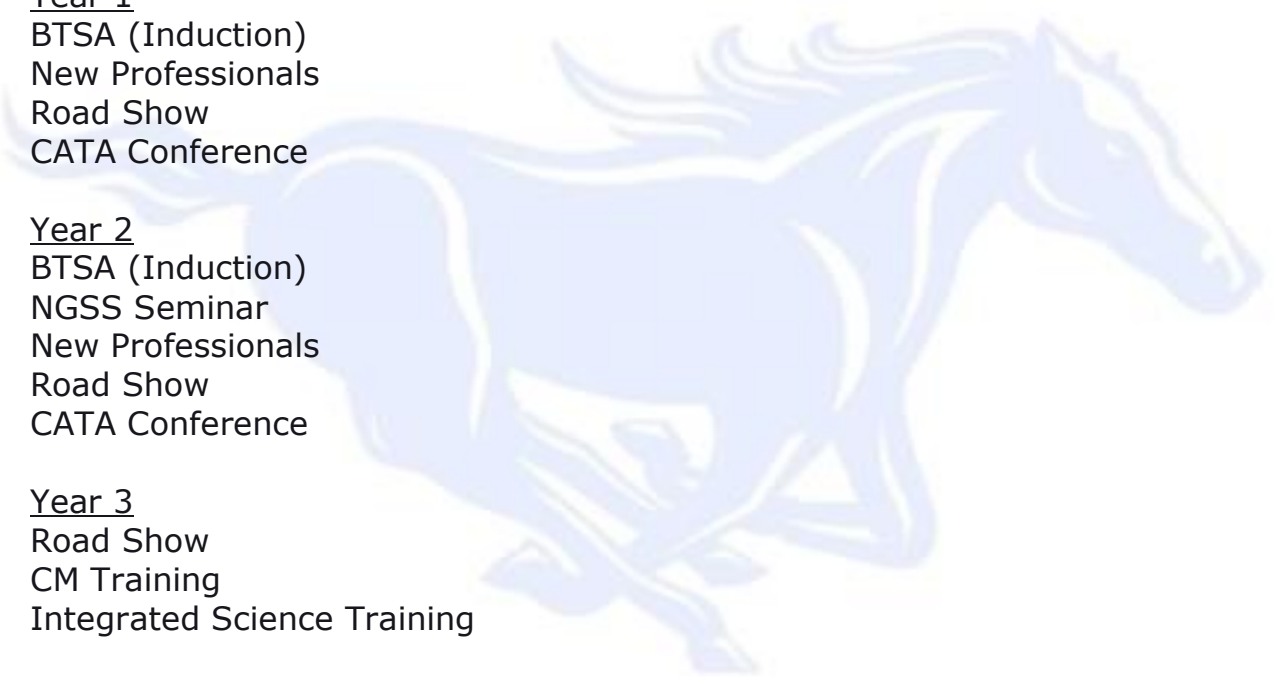 Year 1
BTSA (Induction)
New Professionals
Road Show
CATA Conference
Year 2
BTSA (Induction)
NGSS Seminar
New Professionals
Road Show
CATA Conference
Year 3
Road Show
CM Training
Integrated Science Training